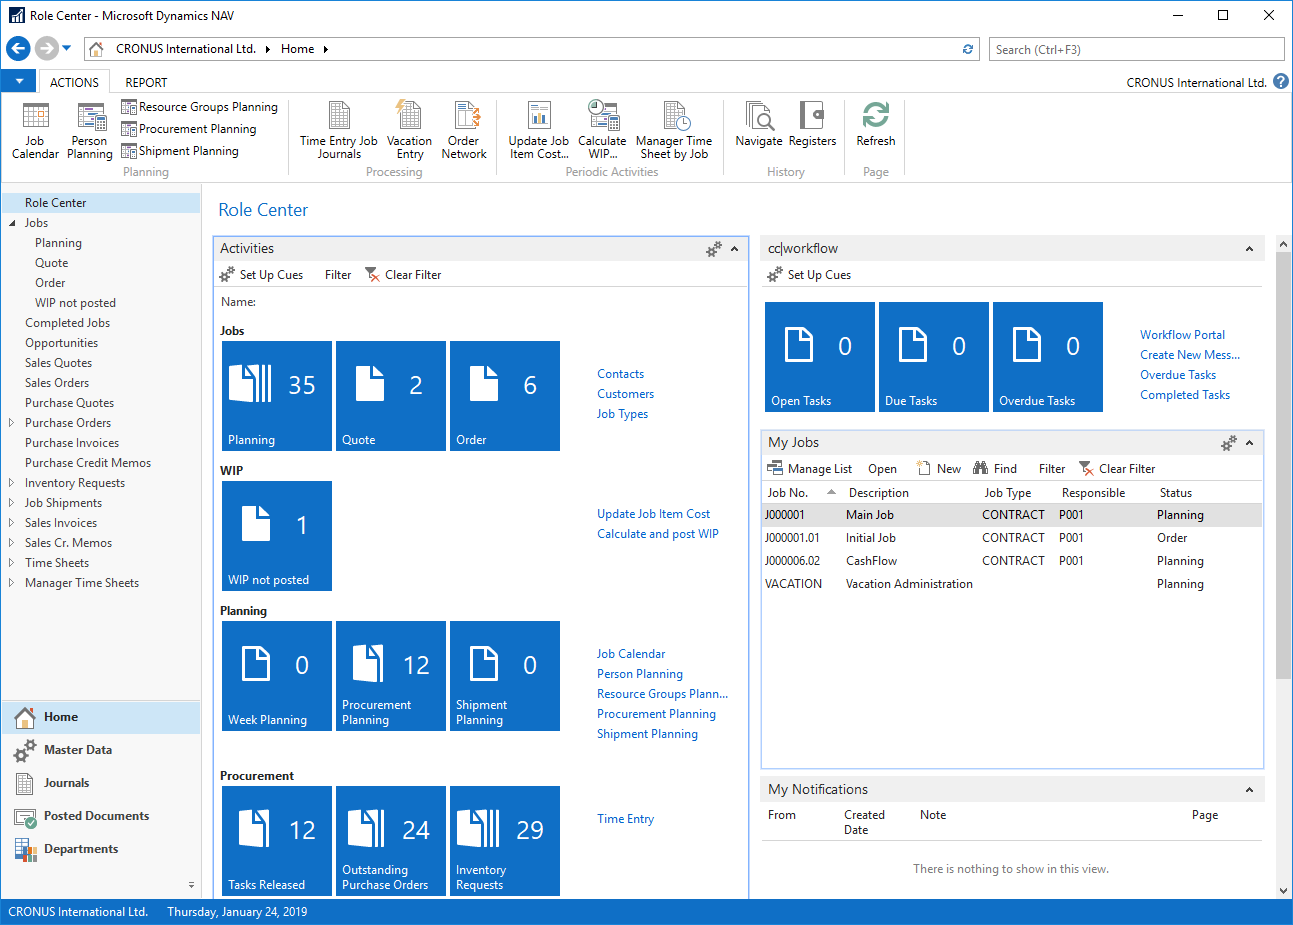 Role Center - Microsoft Dynamics NAV
CRONUS International Ltd.
Home
Search (Ctrl+F3)
ACTIONS
REPORT
CRONUS International Ltd.
?
Job
Calendar
Person
Planning
Resource Groups Planning
Procurement Planning
Shipment Planning
Planning
Time Entry Job
Journals
Vacation
Entry
Order
Network
Processing
Update Job
Item Cost...
Calculate
WIP...
Manager Time
Sheet by Job
Periodic Activities
Navigate
Registers
History
Refresh
Page
Role Center
Jobs
Planning
Quote
Order
WIP not posted
Completed Jobs
Opportunities
Sales Quotes
Sales Orders
Purchase Quotes
Purchase Orders
Purchase Invoices
Purchase Credit Memos
Inventory Requests
Job Shipments
Sales Invoices
Sales Cr. Memos
Time Sheets
Manager Time Sheets
Home
Master Data
Journals
Posted Documents
Departments
Role Center
Activities
Set Up Cues
Filter
Clear Filter
Name:
Jobs
35
Planning
2
Quote
6
Order
Contacts
Customers
Job Types
WIP
1
WIP not posted
Update Job Item Cost
Calculate and post WIP
Planning
0
Week Planning
12
Procurement
Planning
0
Shipment
Planning
Job Calendar
Person Planning
Resource Groups Plann...
Procurement Planning
Shipment Planning
Procurement
12
Tasks Released
24
Outstanding
Purchase Orders
29
Inventory
Requests
Time Entry
cc|workflow
Set Up Cues
0
Open Tasks
0
Due Tasks
0
Overdue Tasks
Workflow Portal
Create New Mess...
Overdue Tasks
Completed Tasks
My Jobs
Manage List
Open
New
Find
Filter
Clear Filter
Job No. Description Job Type Responsible Status
J000001 Main Job CONTRACT P001 Planning
J000001.01 Initial Job CONTRACT P001 Order
J000006.02 CashFlow CONTRACT P001 Planning
VACATION Vacation Administration Planning
My Notifications
From
Created
Date
Note
Page
There is nothing to show in this view.
CRONUS International Ltd.
Thursday, January 24, 2019